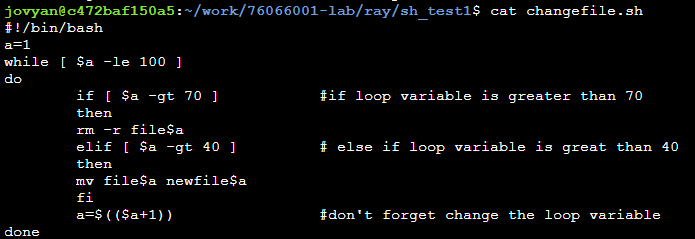 jovyan@c472baf150a5:~/work/76066001-lab/ray/sh_test1$ cat changefile.sh
#!/bin/bash
a=1
while [ $a -le 100 ]
do
        if [ $a -gt 70 ]             #if loop variable is greater than 70
        then
        rm -r file$a
        elif [ $a -gt 40 ]           # else if loop variable is great than 40
        then
        mv file$a newfile$a
        fi
        a=$(($a+1))                  #don't forget change the loop variable
done